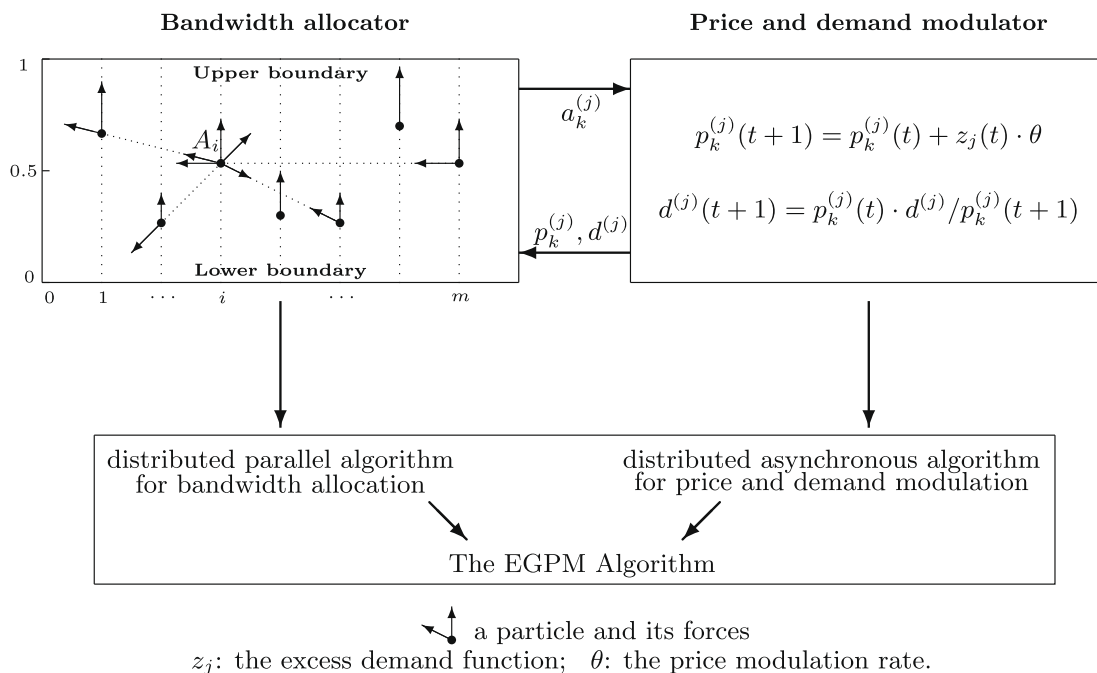 Bandwidth allocator
Price and demand modulator
1
Upper boundary
A_i
0.5
Lower boundary
0
0 1 ··· i ··· m
a_k^{(j)}
p_k^{(j)}, d^{(j)}
p_k^{(j)}(t+1) = p_k^{(j)}(t) + z_j(t) · θ
d^{(j)}(t+1) = p_k^{(j)}(t) · d^{(j)}/p_k^{(j)}(t+1)
distributed parallel algorithm
for bandwidth allocation
distributed asynchronous algorithm
for price and demand modulation
The EGPM Algorithm
a particle and its forces
z_j: the excess demand function; θ: the price modulation rate.